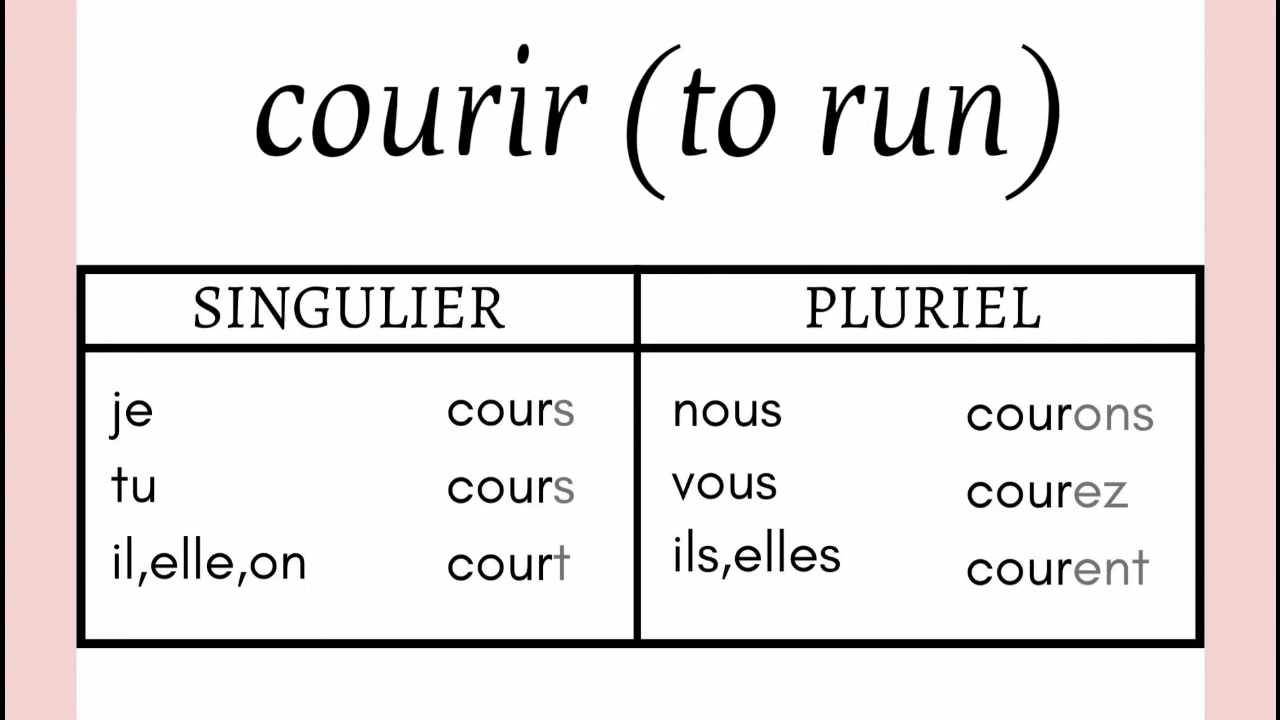 courir (to run)
SINGULIER PLURIEL
je cours nous courons
tu cours vous courez
il,elle,on court ils,elles courent